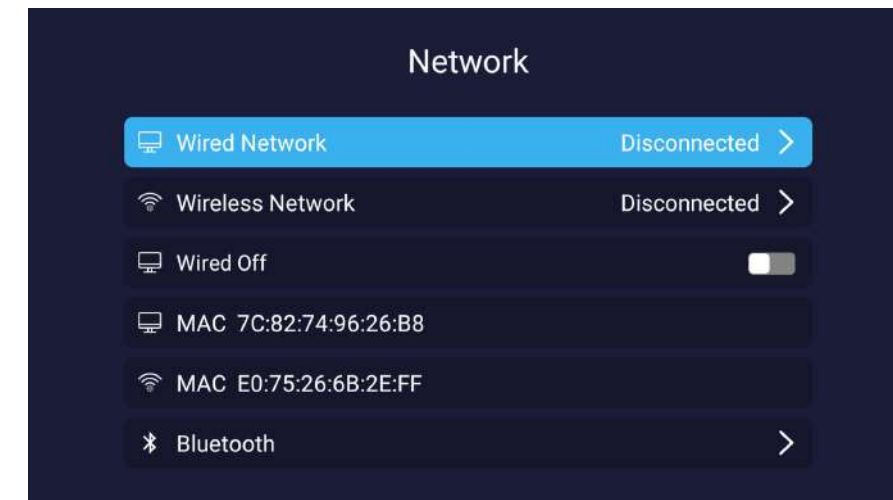 Network
Wired Network Disconnected
Wireless Network Disconnected
Wired Off
MAC 7C:82:74:96:26:B8
MAC E0:75:26:6B:2E:FF
Bluetooth